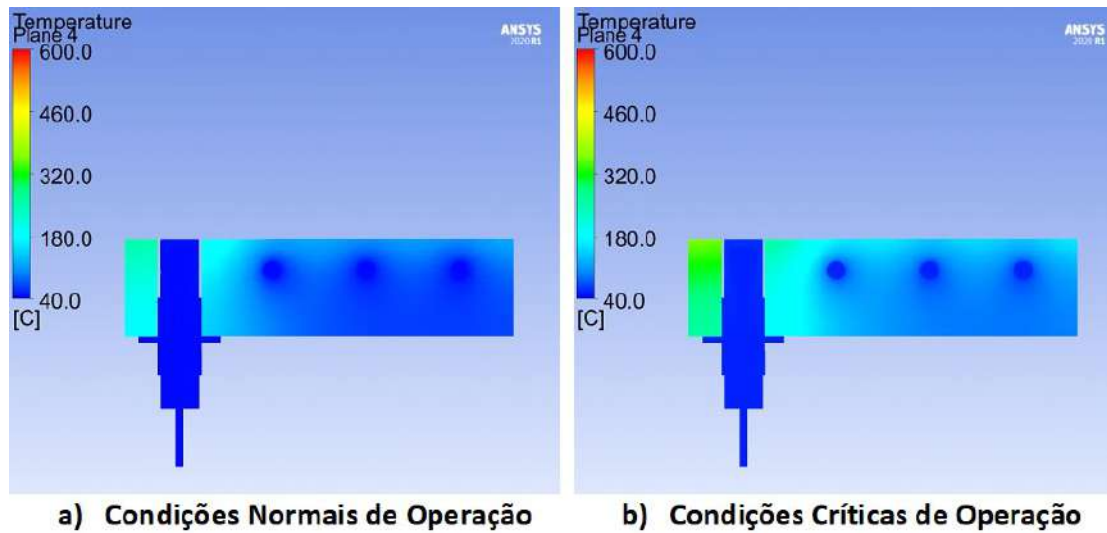 Temperature
Plane 4
600.0
460.0
320.0
180.0
40.0
[C]
ANSYS
2020 R1
a) Condições Normais de Operação
Temperature
Plane 4
600.0
460.0
320.0
180.0
40.0
[C]
ANSYS
2020 R1
b) Condições Críticas de Operação